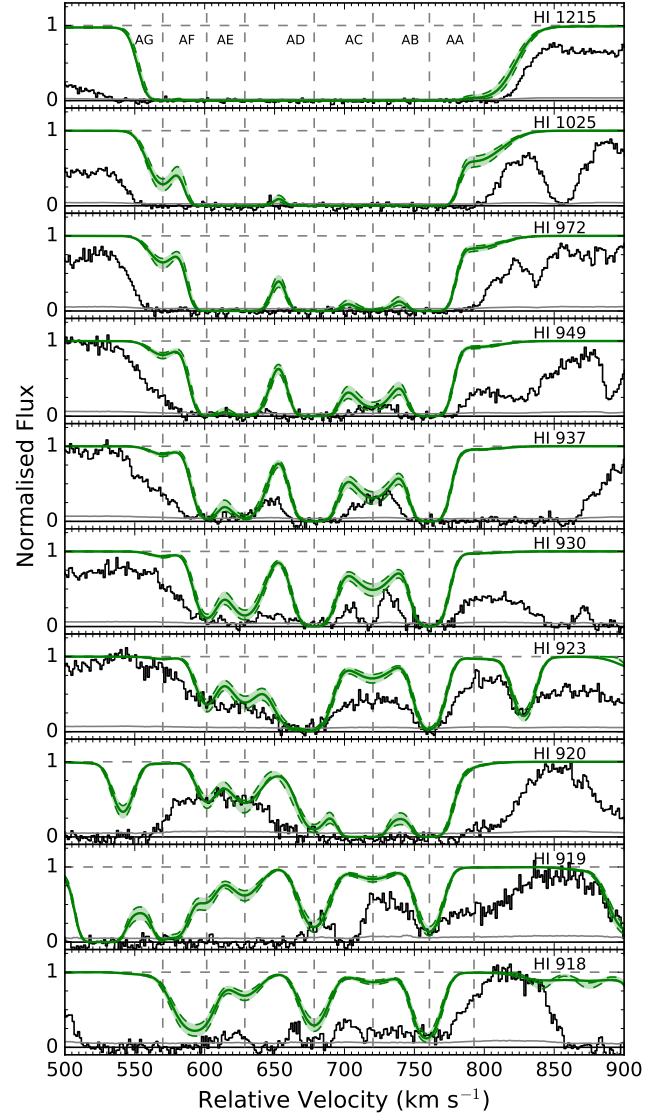 HI 1215
AG AF AE AD AC AB AA
1
0
HI 1025
1
0
HI 972
1
0
HI 949
1
0
HI 937
1
0
HI 930
1
0
HI 923
1
0
HI 920
1
0
HI 919
1
0
HI 918
1
0
500 550 600 650 700 750 800 850 900
Relative Velocity (km s⁻¹)
Normalised Flux